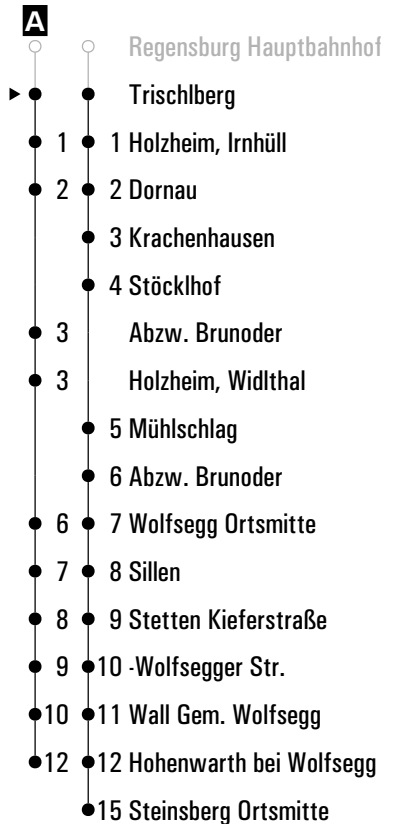 A
Regensburg Hauptbahnhof
Trischlberg
1 1 Holzheim, Irnhüll
2 2 Dornau
3 Krachenhausen
4 Stöcklhof
3 Abzw. Brunoder
3 Holzheim, Widlthal
5 Mühlschlag
6 Abzw. Brunoder
6 7 Wolfsegg Ortsmitte
7 8 Sillen
8 9 Stetten Kieferstraße
9 10 -Wolfsegger Str.
10 11 Wall Gem. Wolfsegg
12 12 Hohenwarth bei Wolfsegg
15 Steinsberg Ortsmitte